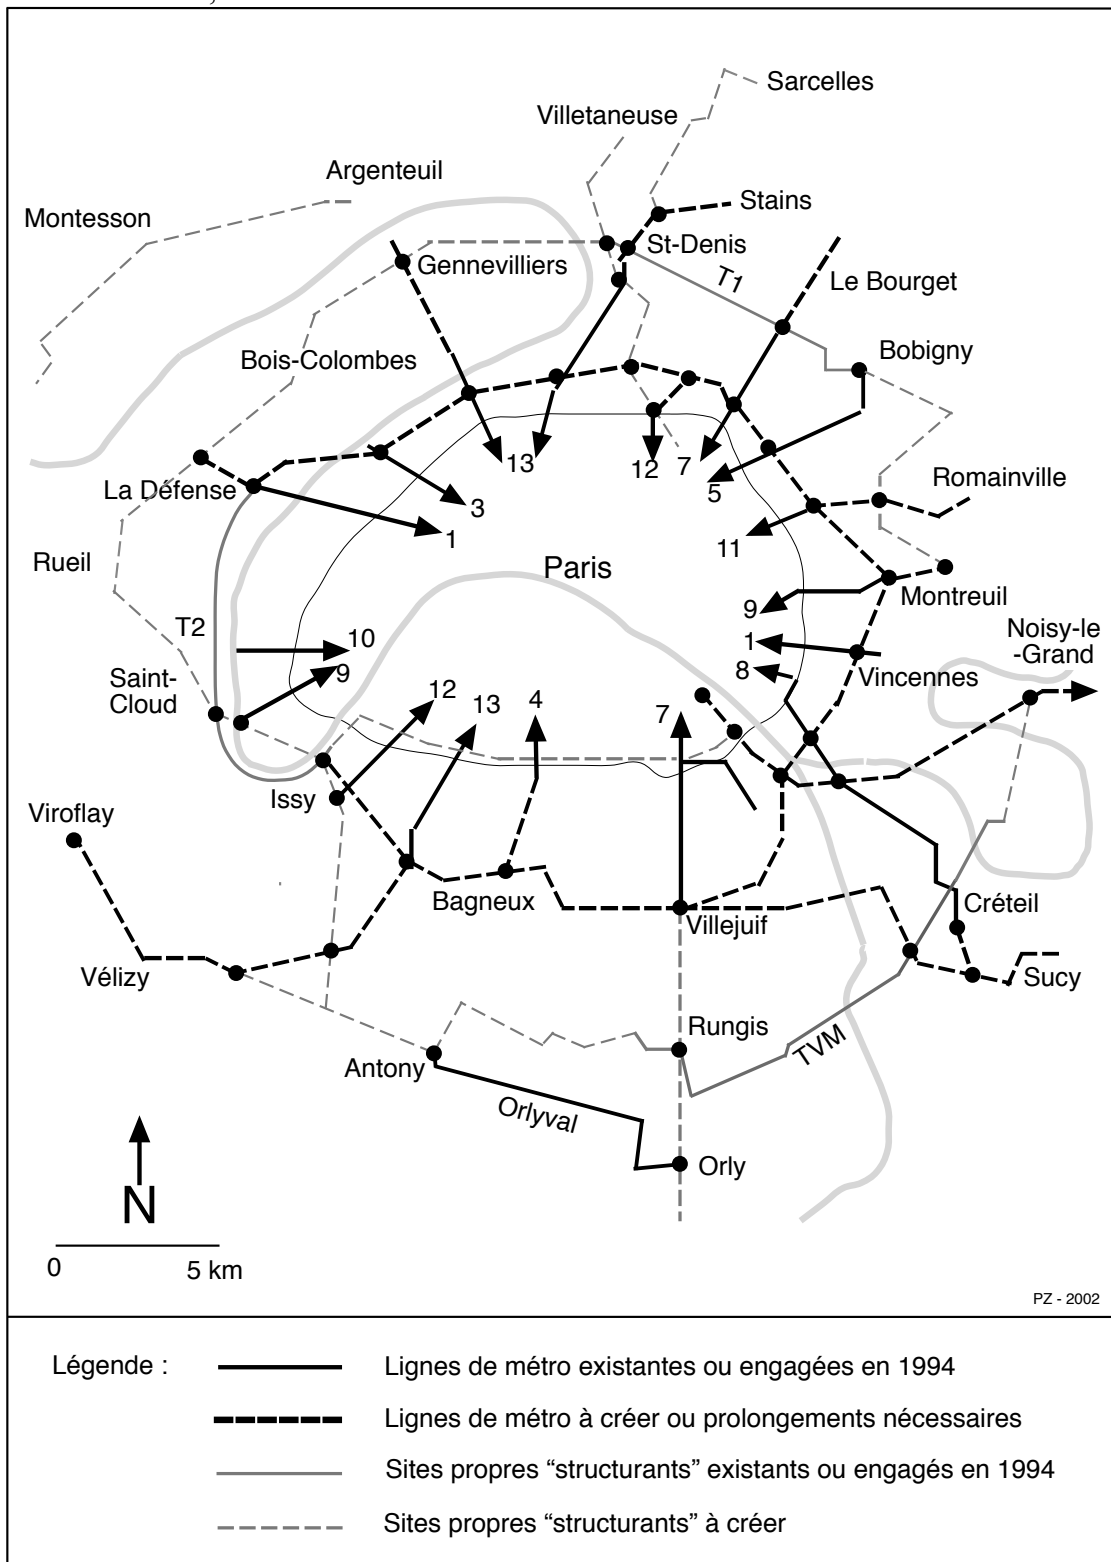 Sarcelles
Villetaneuse
Argenteuil
Montesson
Stains
St-Denis
Gennevilliers
T1
Le Bourget
Bois-Colombes
Bobigny
La Défense
13
12
7
5
3
1
11
Romainville
Rueil
Paris
9
Montreuil
T2
10
1
Noisy-le
-Grand
9
8
Vincennes
Saint-
Cloud
12
13
4
7
Issy
Viroflay
Bagneux
Villejuif
Créteil
Vélizy
Sucy
Rungis
TVM
Antony
Orlyval
Orly
N
0
5 km
PZ - 2002
Légende :
Lignes de métro existantes ou engagées en 1994
Lignes de métro à créer ou prolongements nécessaires
Sites propres “structurants” existants ou engagés en 1994
Sites propres “structurants” à créer